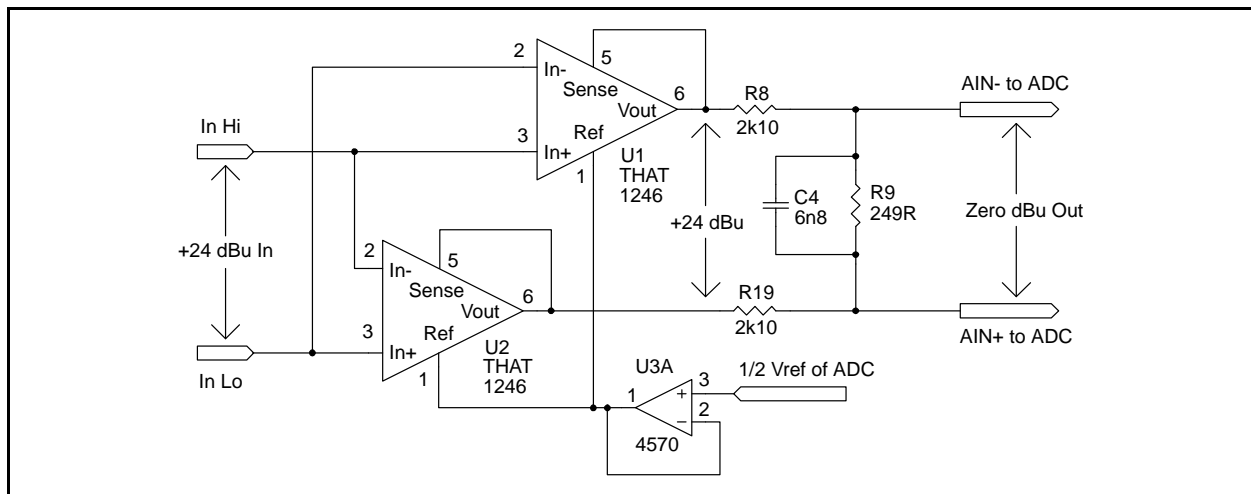 2
5
In-
Sense
Vout
6
R8
2k10
AIN- to ADC
In Hi
3
In+
Ref
1
U1
THAT
1246
C4
6n8
R9
249R
+24 dBu In
+24 dBu
Zero dBu Out
2
5
In-
Sense
Vout
6
R19
2k10
3
In+
Ref
1
U2
THAT
1246
In Lo
AIN+ to ADC
U3A
1/2 Vref of ADC
1
3
+
2
−
4570